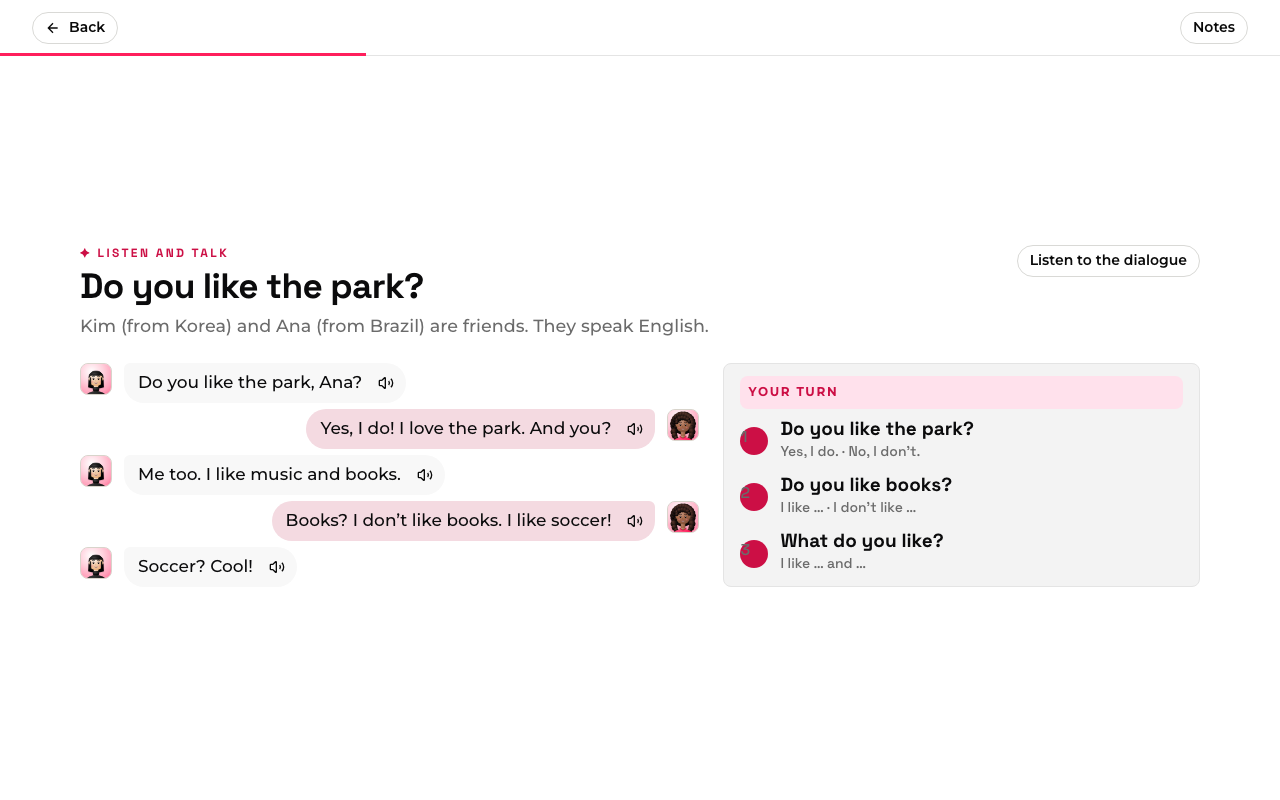 Back
Notes
LISTEN AND TALK
Do you like the park?
Kim (from Korea) and Ana (from Brazil) are friends. They speak English.
Listen to the dialogue
Do you like the park, Ana?
Yes, I do! I love the park. And you?
Me too. I like music and books.
Books? I don’t like books. I like soccer!
Soccer? Cool!
YOUR TURN
1 Do you like the park?
Yes, I do. · No, I don’t.
2 Do you like books?
I like ... · I don’t like ...
3 What do you like?
I like ... and ...